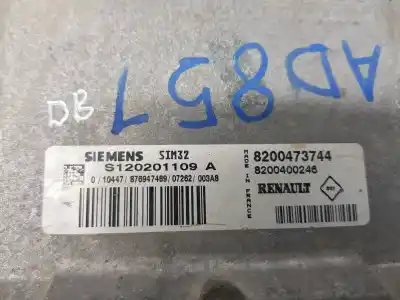 AD857
DB
SIEMENS SIM32
S120201109 A
0/10447/878947489/07262/003A8
MADE IN FRANCE
8200473744
8200400246
RENAULT